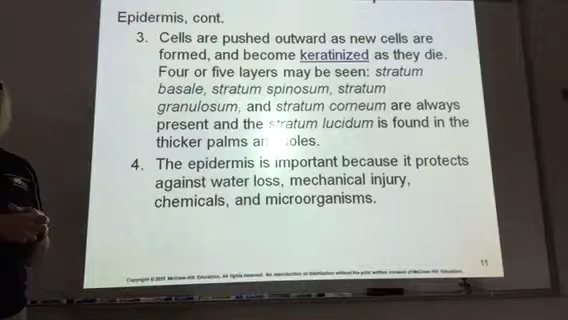 Epidermis, cont.
3. Cells are pushed outward as new cells are
formed, and become keratinized as they die.
Four or five layers may be seen: stratum
basale, stratum spinosum, stratum
granulosum, and stratum corneum are always
present and the stratum lucidum is found in the
thicker palms an oles.
4. The epidermis is important because it protects
against water loss, mechanical injury,
chemicals, and microorganisms.
11
Copyright © McGraw-Hill Education. All rights reserved. No reproduction or distribution without the prior written consent of McGraw-Hill Education.